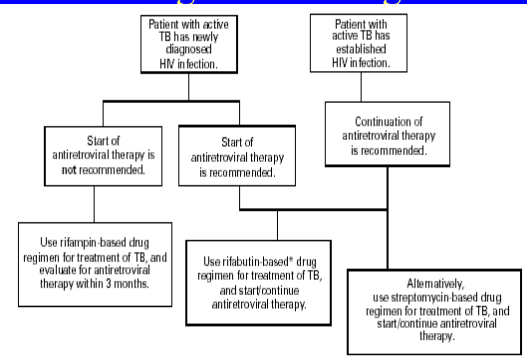 Patient with active
TB has newly
diagnosed
HIV infection.
Patient with
active TB has
established
HIV infection.
Start of
antiretroviral therapy is
not recommended.
Start of
antiretroviral therapy
is recommended.
Continuation of
antiretroviral therapy
is recommended.
Use rifampin-based drug
regimen for treatment of TB, and
evaluate for antiretroviral
therapy within 3 months.
Use rifabutin-based* drug
regimen for treatment of TB,
and start/continue
antiretroviral therapy.
Alternatively,
use streptomycin-based drug
regimen for treatment of TB, and
start/continue antiretroviral
therapy.